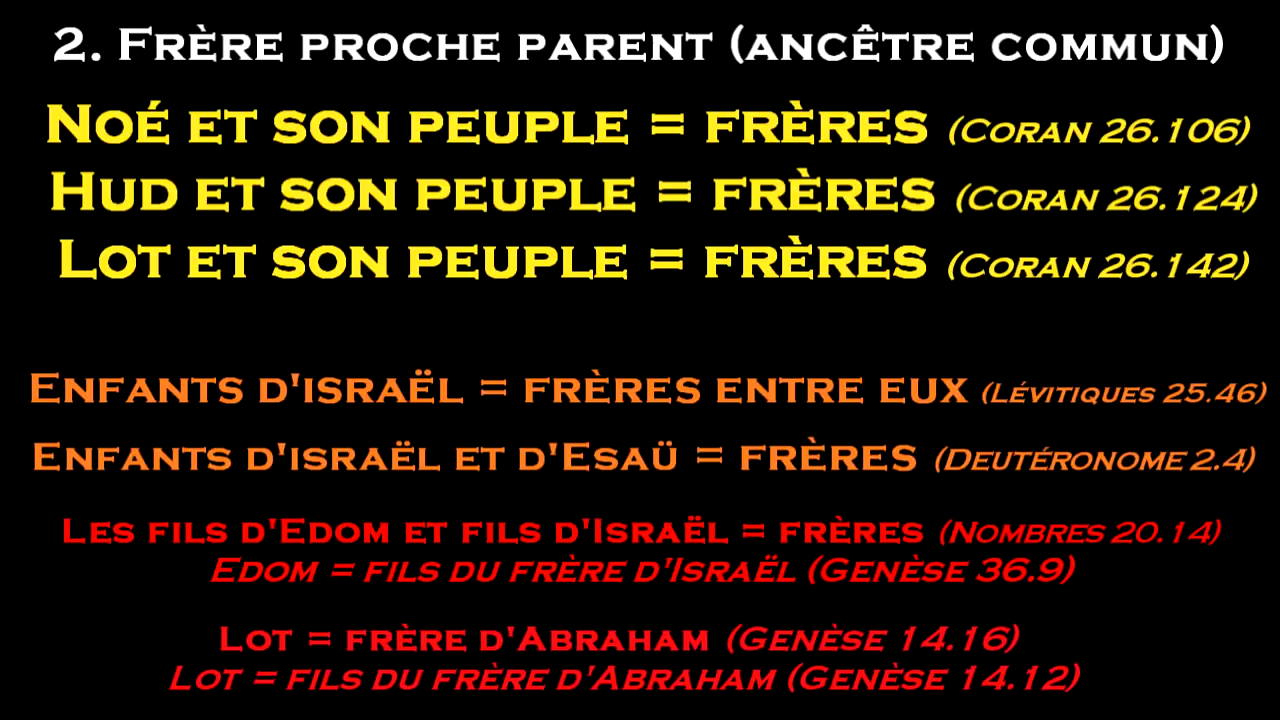 2. Frère proche parent (ancêtre commun)
Noé et son peuple = frères (Coran 26.106)
Hud et son peuple = frères (Coran 26.124)
Lot et son peuple = frères (Coran 26.142)
Enfants d'israël = frères entre eux (Lévitiques 25.46)
Enfants d'israël et d'Esaü = frères (Deutéronome 2.4)
Les fils d'Edom et fils d'Israël = frères (Nombres 20.14)
Edom = fils du frère d'Israël (Genèse 36.9)
Lot = frère d'Abraham (Genèse 14.16)
Lot = fils du frère d'Abraham (Genèse 14.12)